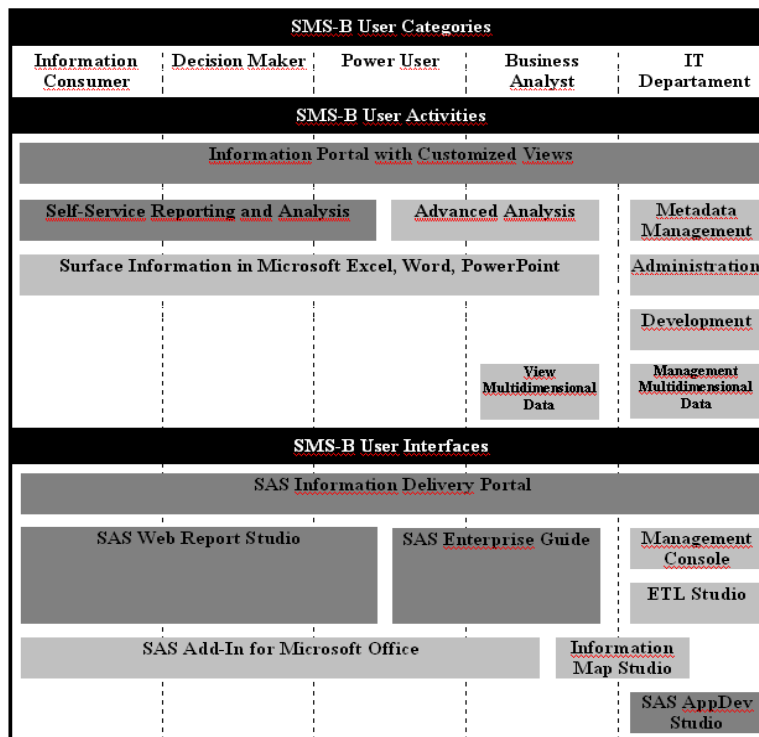 SMS-B User Categories
Information
Consumer
Decision Maker
Power User
Business
Analyst
IT
Departament
SMS-B User Activities
Information Portal with Customized Views
Self-Service Reporting and Analysis
Advanced Analysis
Metadata
Management
Surface Information in Microsoft Excel, Word, PowerPoint
Administration
Development
View
Multidimensional
Data
Management
Multidimensional
Data
SMS-B User Interfaces
SAS Information Delivery Portal
SAS Web Report Studio
SAS Enterprise Guide
Management
Console
ETL Studio
SAS Add-In for Microsoft Office
Information
Map Studio
SAS AppDev
Studio